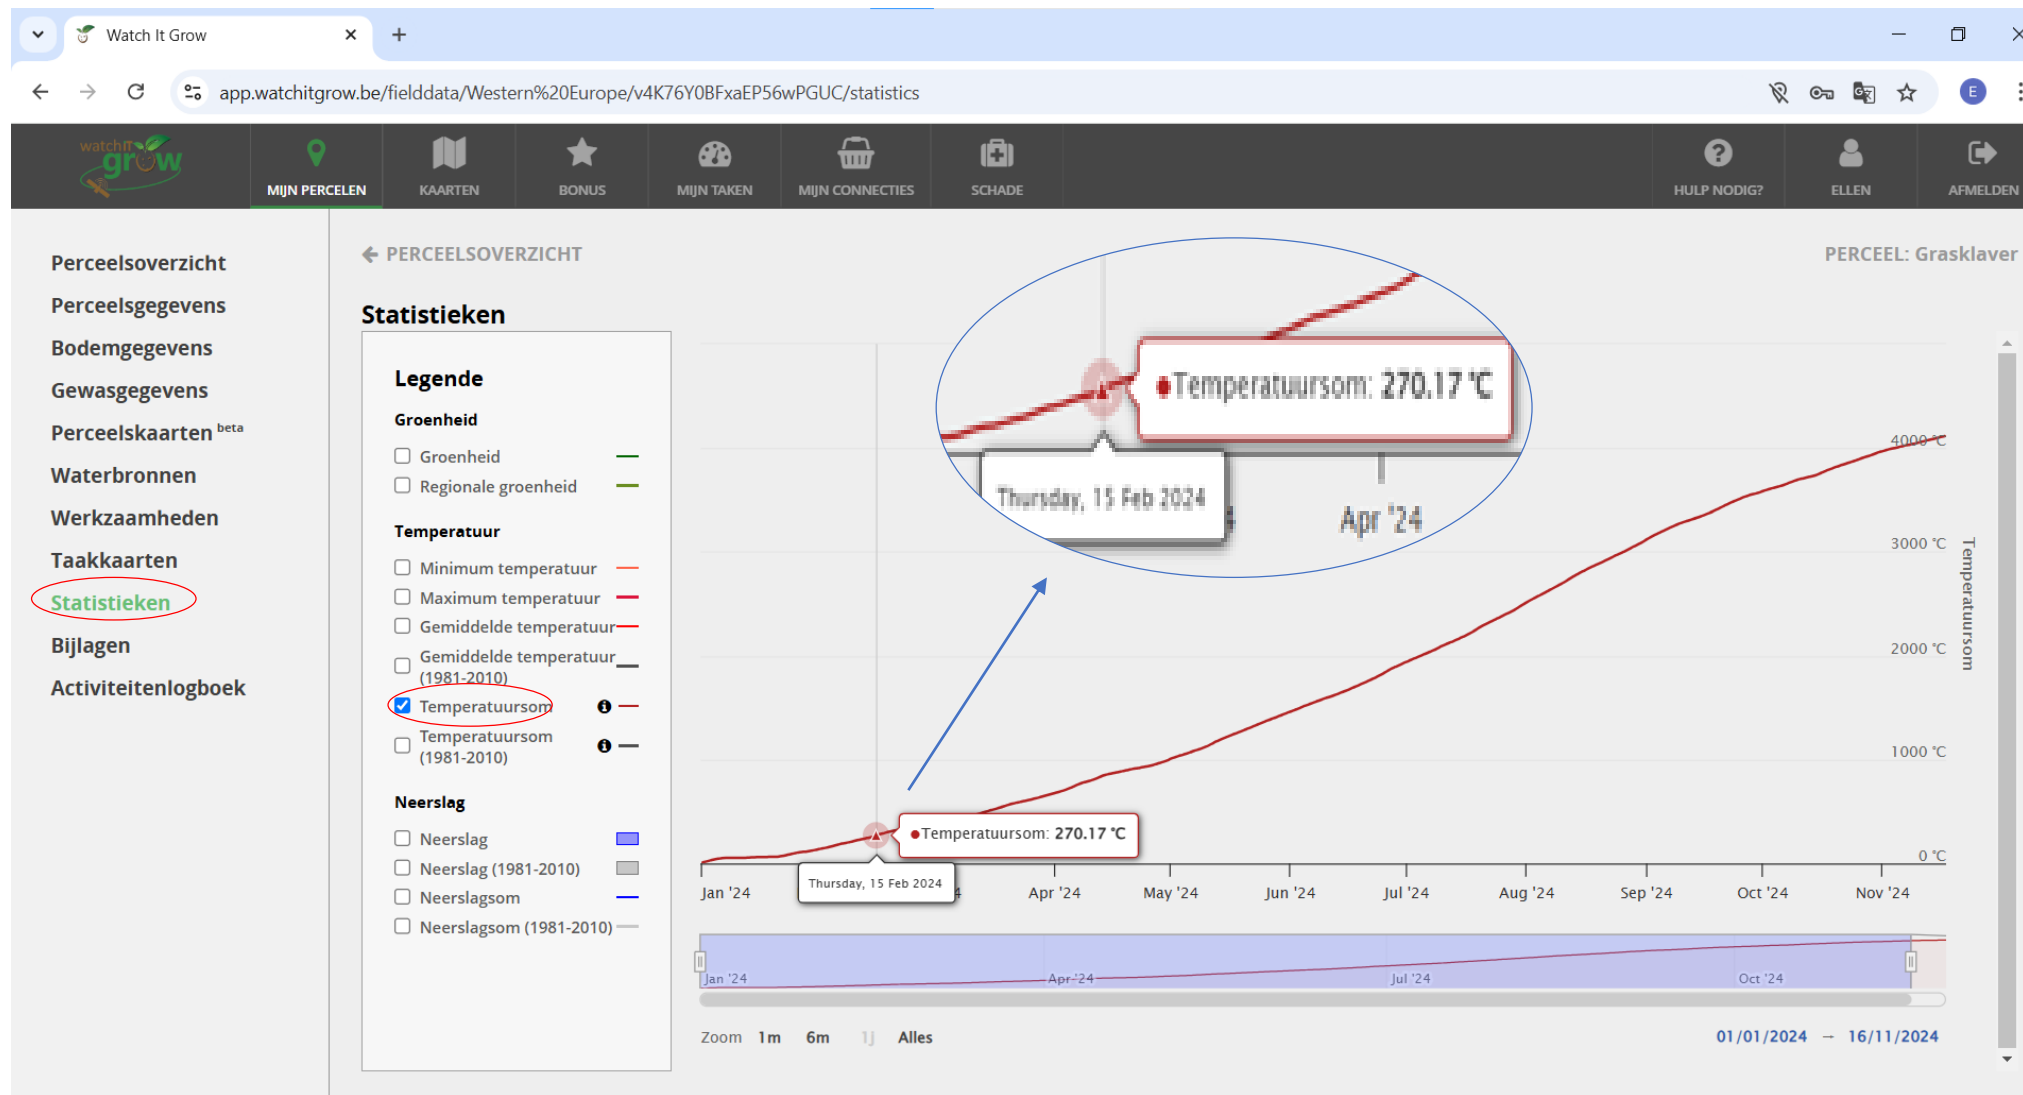 Watch It Grow
app.watchitgrow.be/fielddata/Western%20Europe/v4K76Y0BFxaEP56wPGUC/statistics
E
watchIT
grow
MIJN PERCELEN
KAARTEN
BONUS
MIJN TAKEN
MIJN CONNECTIES
SCHADE
HULP NODIG?
ELLEN
AFMELDEN
Perceelsoverzicht
Perceelsgegevens
Bodemgegevens
Gewasgegevens
Perceelskaarten beta
Waterbronnen
Werkzaamheden
Taakkaarten
Statistieken
Bijlagen
Activiteitenlogboek
PERCEELSOVERZICHT
PERCEEL: Grasklaver
Statistieken
Legende
Groenheid
Groenheid
Regionale groenheid
Temperatuur
Minimum temperatuur
Maximum temperatuur
Gemiddelde temperatuur
Gemiddelde temperatuur
(1981-2010)
Temperatuursom
Temperatuursom
(1981-2010)
Neerslag
Neerslag
Neerslag (1981-2010)
Neerslagsom
Neerslagsom (1981-2010)
Temperatuursom: 270.17 °C
Thursday, 15 Feb 2024
Apr '24
4000 °C
3000 °C
2000 °C
1000 °C
0 °C
Temperatuursom
Temperatuursom: 270.17 °C
Thursday, 15 Feb 2024
Jan '24
4
Apr '24
May '24
Jun '24
Jul '24
Aug '24
Sep '24
Oct '24
Nov '24
Jan '24
Apr '24
Jul '24
Oct '24
Zoom 1m 6m 1J Alles
01/01/2024 → 16/11/2024